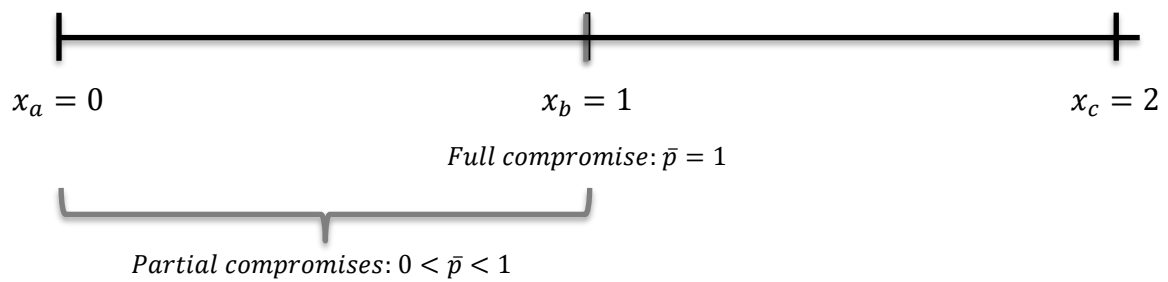 x_a = 0 x_b = 1 x_c = 2
Full compromise: p̄ = 1
Partial compromises: 0 < p̄ < 1